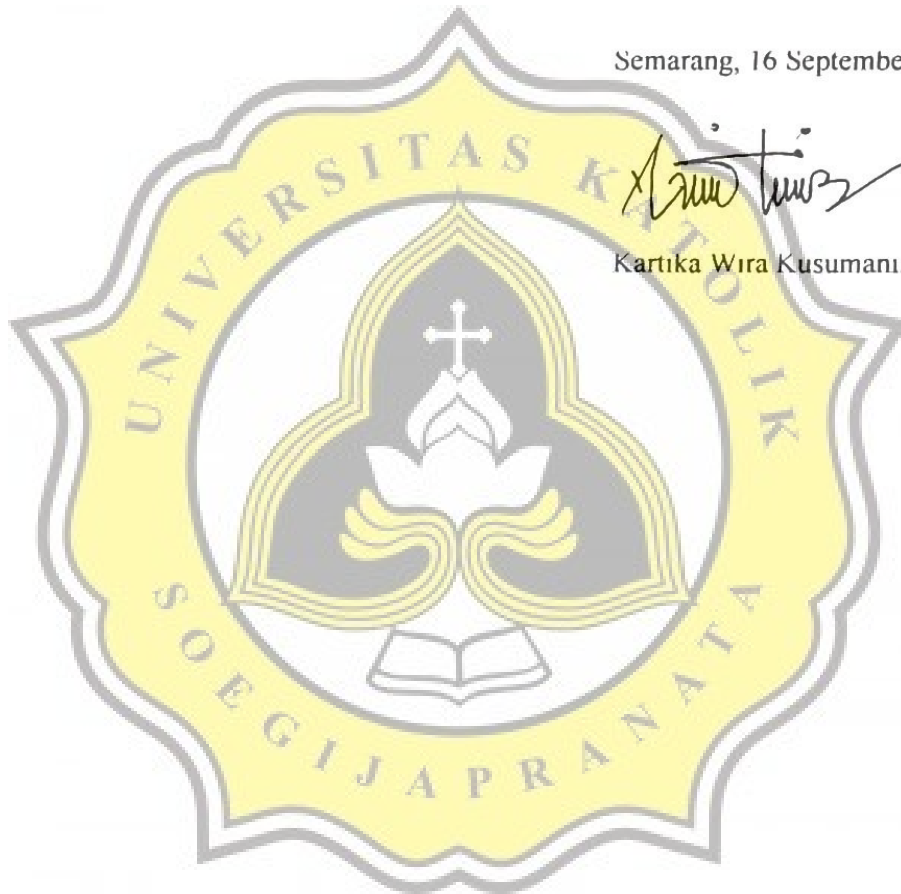 Semarang, 16 Septembe
Kartika Wira Kusumani
UNIVERSITAS KATOLIK
SOEGIJAPRANATA